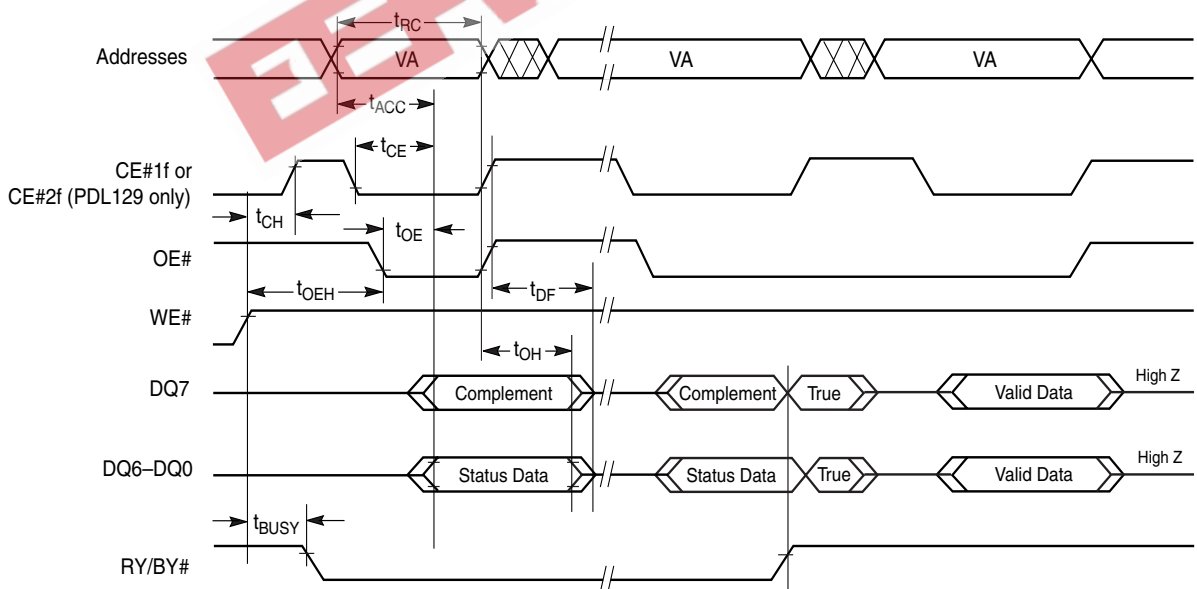 tRC
Addresses VA VA VA
tACC
tCE
CE#1f or
CE#2f (PDL129 only)
tCH
tOE
OE#
tOEH
tDF
WE#
tOH
DQ7 Complement Complement True Valid Data High Z
DQ6–DQ0 Status Data Status Data True Valid Data High Z
tBUSY
RY/BY#